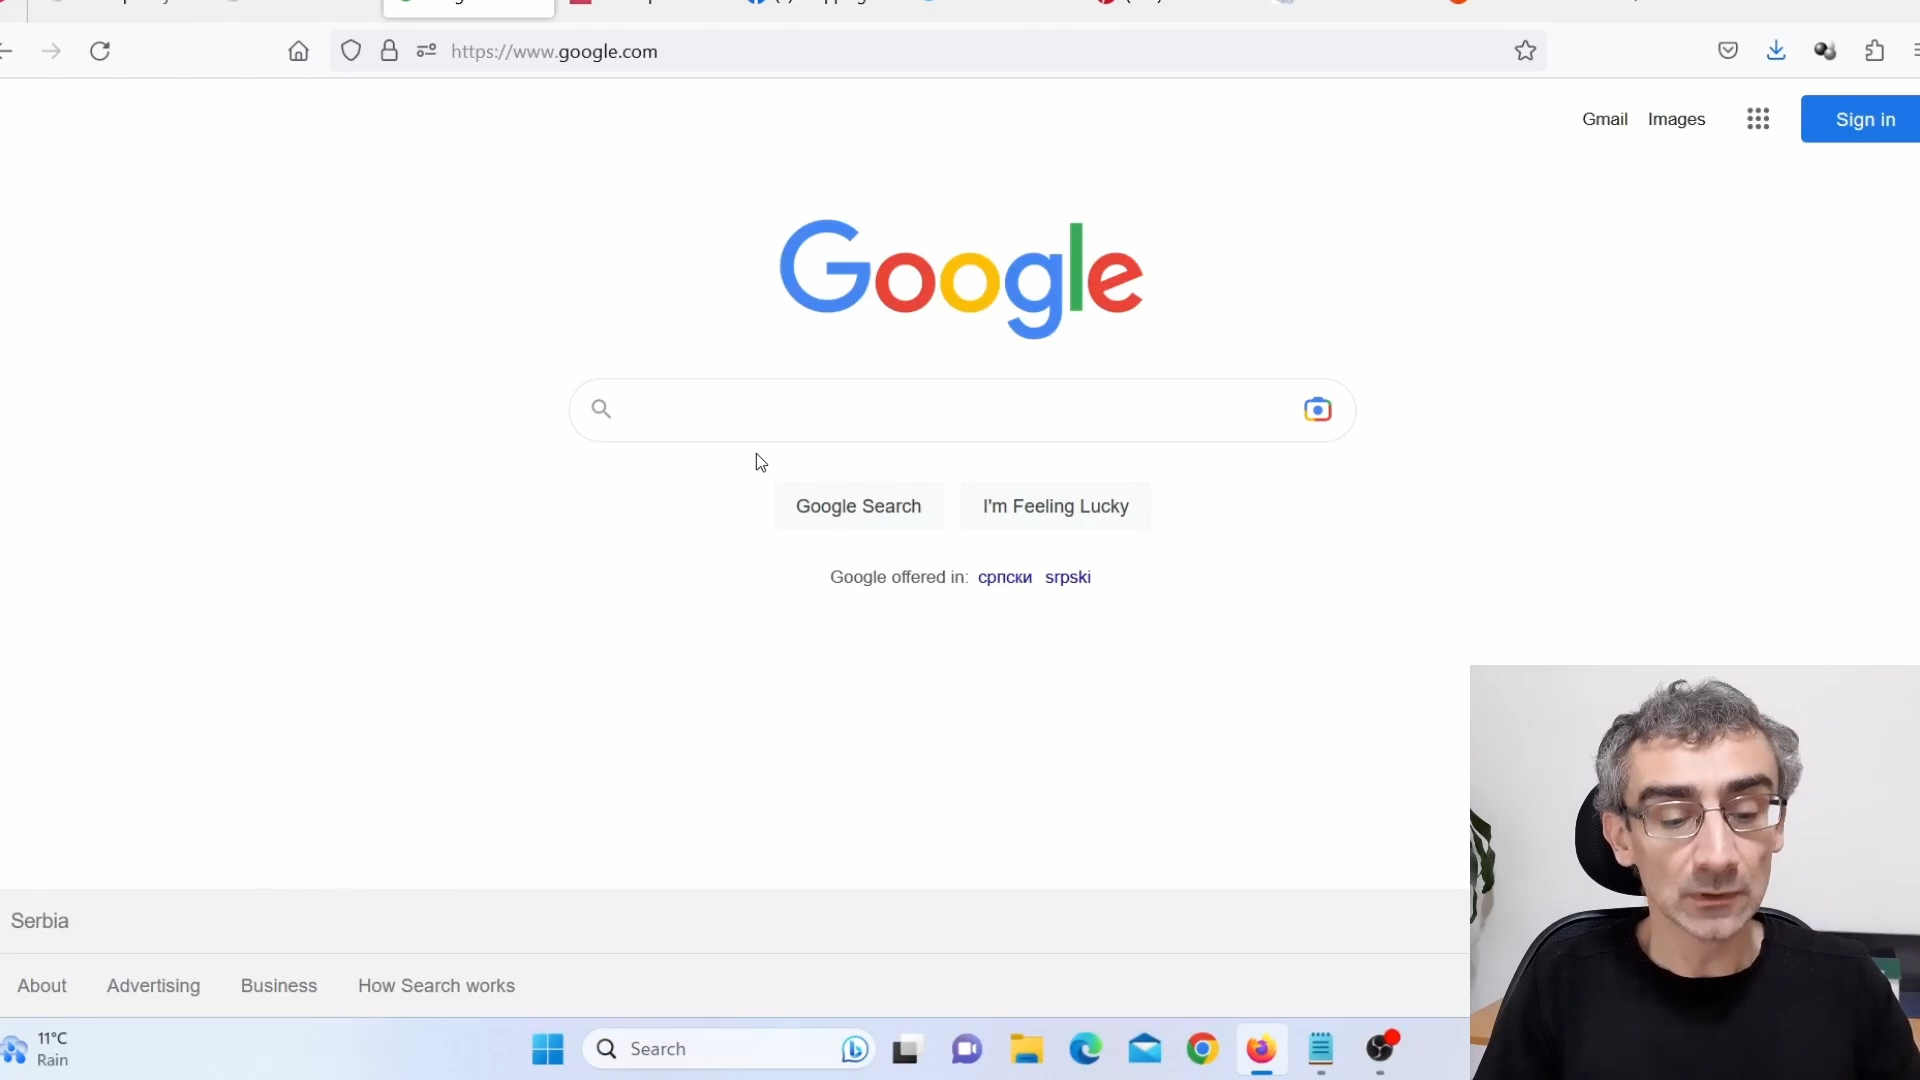 https://www.google.com
Gmail Images Sign in
Google
Google Search I'm Feeling Lucky
Google offered in: српски srpski
Serbia
About Advertising Business How Search works
11°C
Rain
Search